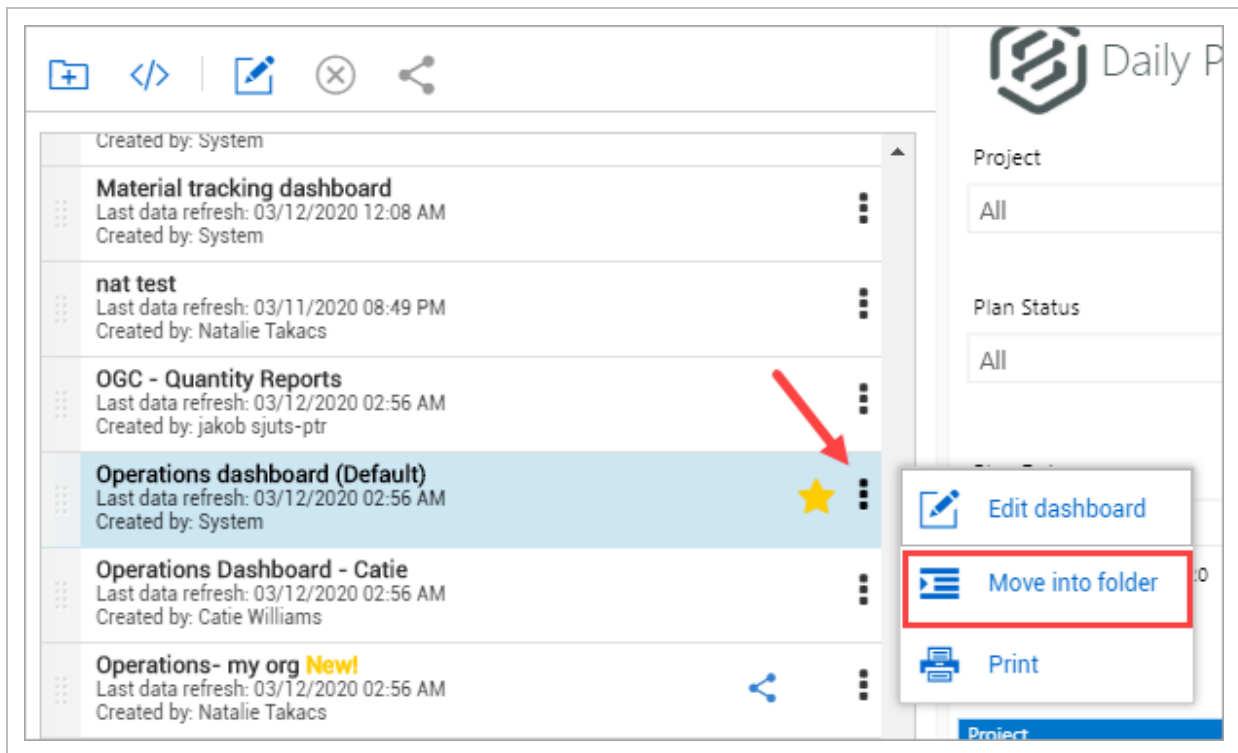 Daily P
Created by: System
Material tracking dashboard
Last data refresh: 03/12/2020 12:08 AM
Created by: System
nat test
Last data refresh: 03/11/2020 08:49 PM
Created by: Natalie Takacs
OGC - Quantity Reports
Last data refresh: 03/12/2020 02:56 AM
Created by: jakob sjuts-ptr
Operations dashboard (Default)
Last data refresh: 03/12/2020 02:56 AM
Created by: System
Operations Dashboard - Catie
Last data refresh: 03/12/2020 02:56 AM
Created by: Catie Williams
Operations- my org New!
Last data refresh: 03/12/2020 02:56 AM
Created by: Natalie Takacs
Project
All
Plan Status
All
Edit dashboard
Move into folder
Print
Project